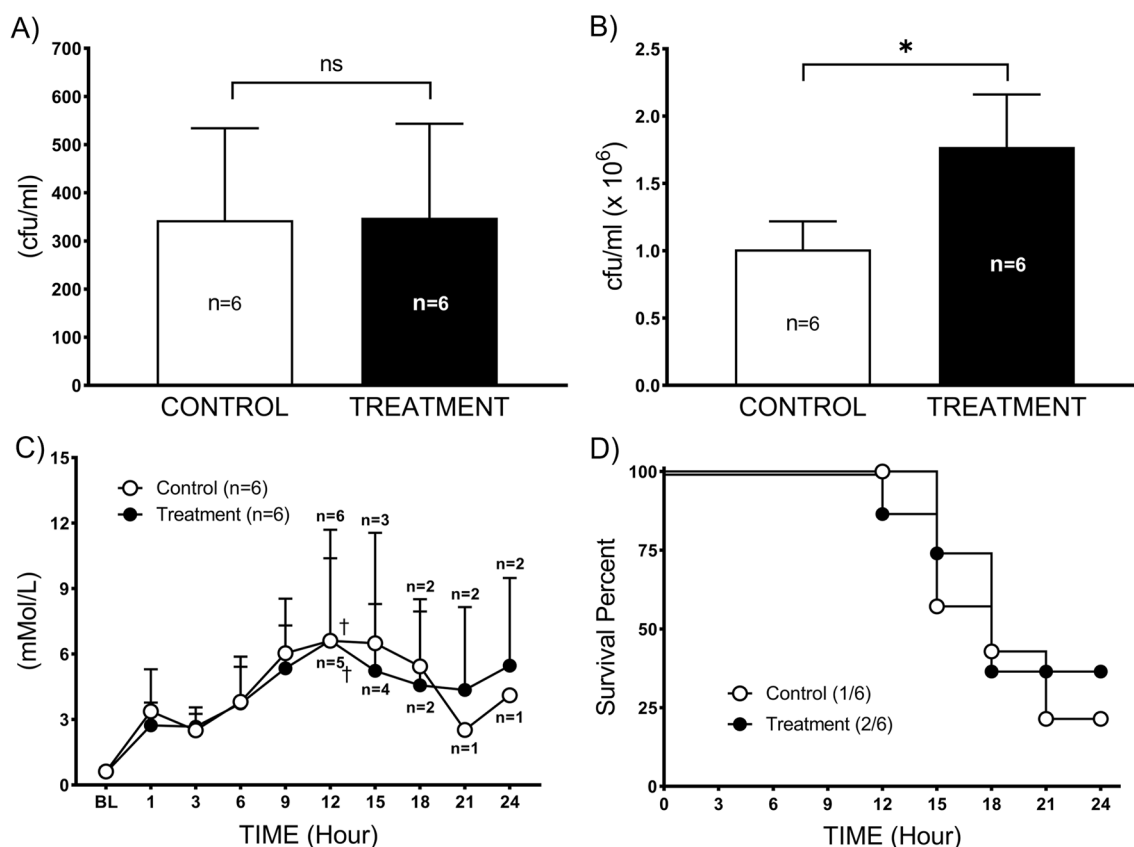 A)
700
600
500
400
300
200
100
0
(cfu/ml)
ns
n=6
n=6
CONTROL
TREATMENT
B)
2.5
2.0
1.5
1.0
0.5
0.0
cfu/ml (x 10⁶)
*
n=6
n=6
CONTROL
TREATMENT
C)
15
12
9
6
3
0
(mMol/L)
Control (n=6)
Treatment (n=6)
n=6
n=3
n=2
n=2
n=2
†
n=5
†
n=4
n=2
n=1
n=1
BL 1 3 6 9 12 15 18 21 24
TIME (Hour)
D)
100
75
50
25
0
Survival Percent
Control (1/6)
Treatment (2/6)
0 3 3 6 9 12 15 18 21 24
TIME (Hour)